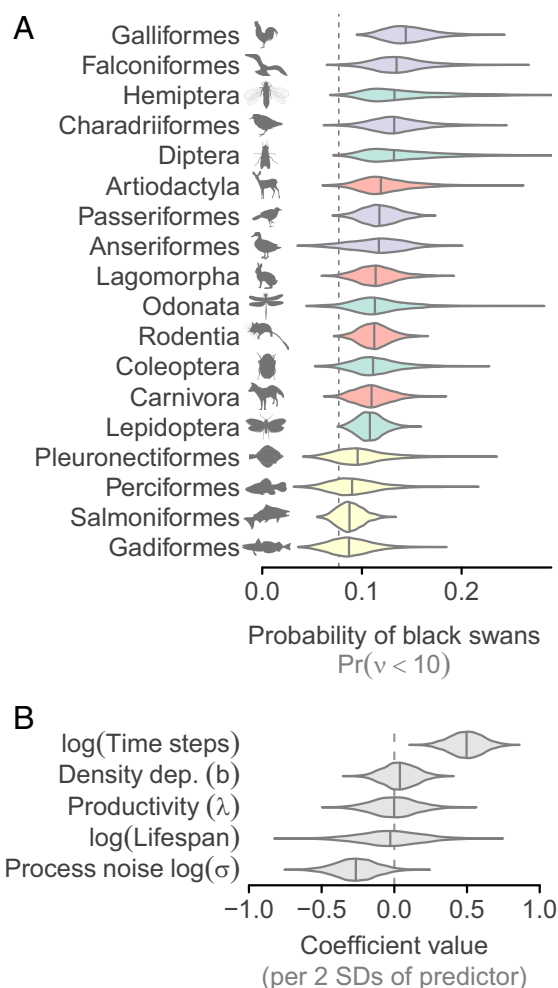 A
Galliformes
Falconiformes
Hemiptera
Charadriiformes
Diptera
Artiodactyla
Passeriformes
Anseriformes
Lagomorpha
Odonata
Rodentia
Coleoptera
Carnivora
Lepidoptera
Pleuronectiformes
Perciformes
Salmoniformes
Gadiformes
0.0 0.1 0.2
Probability of black swans
Pr(ν < 10)
B
log(Time steps)
Density dep. (b)
Productivity (λ)
log(Lifespan)
Process noise log(σ)
−1.0 −0.5 0.0 0.5 1.0
Coefficient value
(per 2 SDs of predictor)